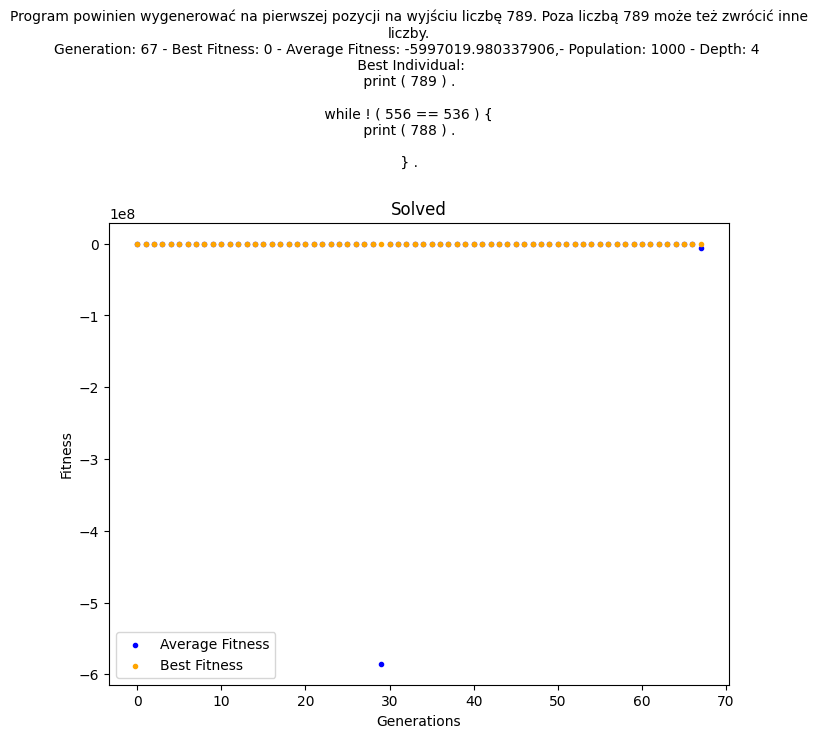 Program powinien wygenerować na pierwszej pozycji na wyjściu liczbę 789. Poza liczbą 789 może też zwrócić inne
liczby.
Generation: 67 - Best Fitness: 0 - Average Fitness: -5997019.980337906,- Population: 1000 - Depth: 4
Best Individual:
print ( 789 ) .
while ! ( 556 == 536 ) {
print ( 788 ) .
} .
Solved
1e8
0
−1
−2
−3
−4
−5
−6
Fitness
Average Fitness
Best Fitness
0 10 20 30 40 50 60 70
Generations